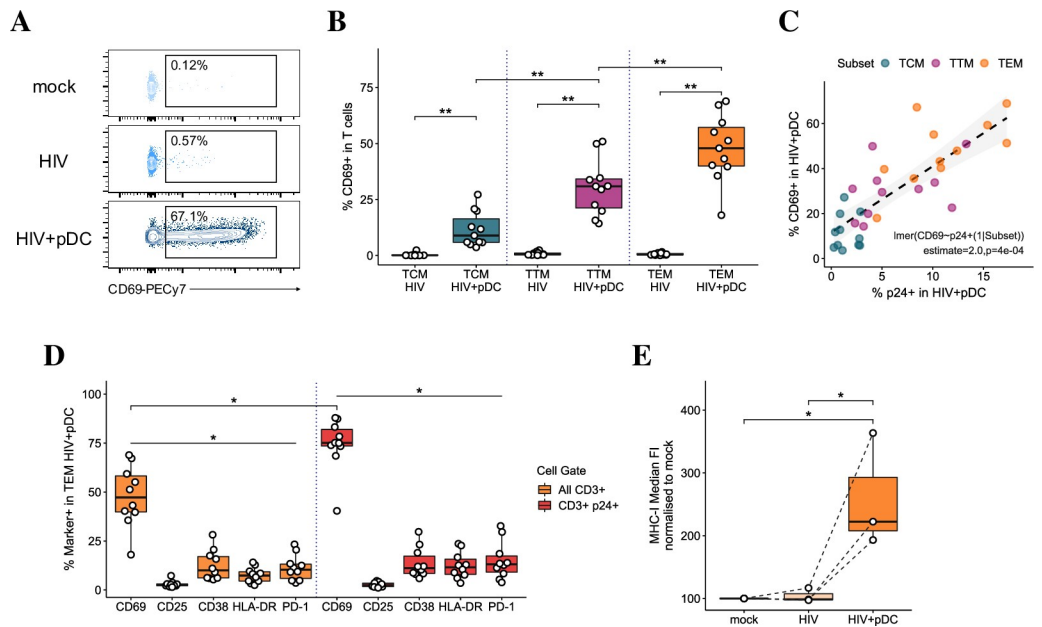 A
mock
0.12%
HIV
0.57%
HIV+pDC
67.1%
CD69-PECy7
B
% CD69+ in T cells
75
50
25
0
**
**
**
**
**
TCM
HIV
TCM
HIV+pDC
TTM
HIV
TTM
HIV+pDC
TEM
HIV
TEM
HIV+pDC
C
Subset TCM TTM TEM
% CD69+ in HIV+pDC
60
40
20
0
lmer(CD69~p24+(1|Subset))
estimate=2.0,p=4e-04
0 5 10 15
% p24+ in HIV+pDC
D
% Marker+ in TEM HIV+pDC
100
75
50
25
0
*
*
*
CD69 CD25 CD38 HLA-DR PD-1 CD69 CD25 CD38 HLA-DR PD-1
Cell Gate
All CD3+
CD3+ p24+
E
MHC-I Median FI
normalised to mock
400
300
200
100
*
*
mock HIV HIV+pDC